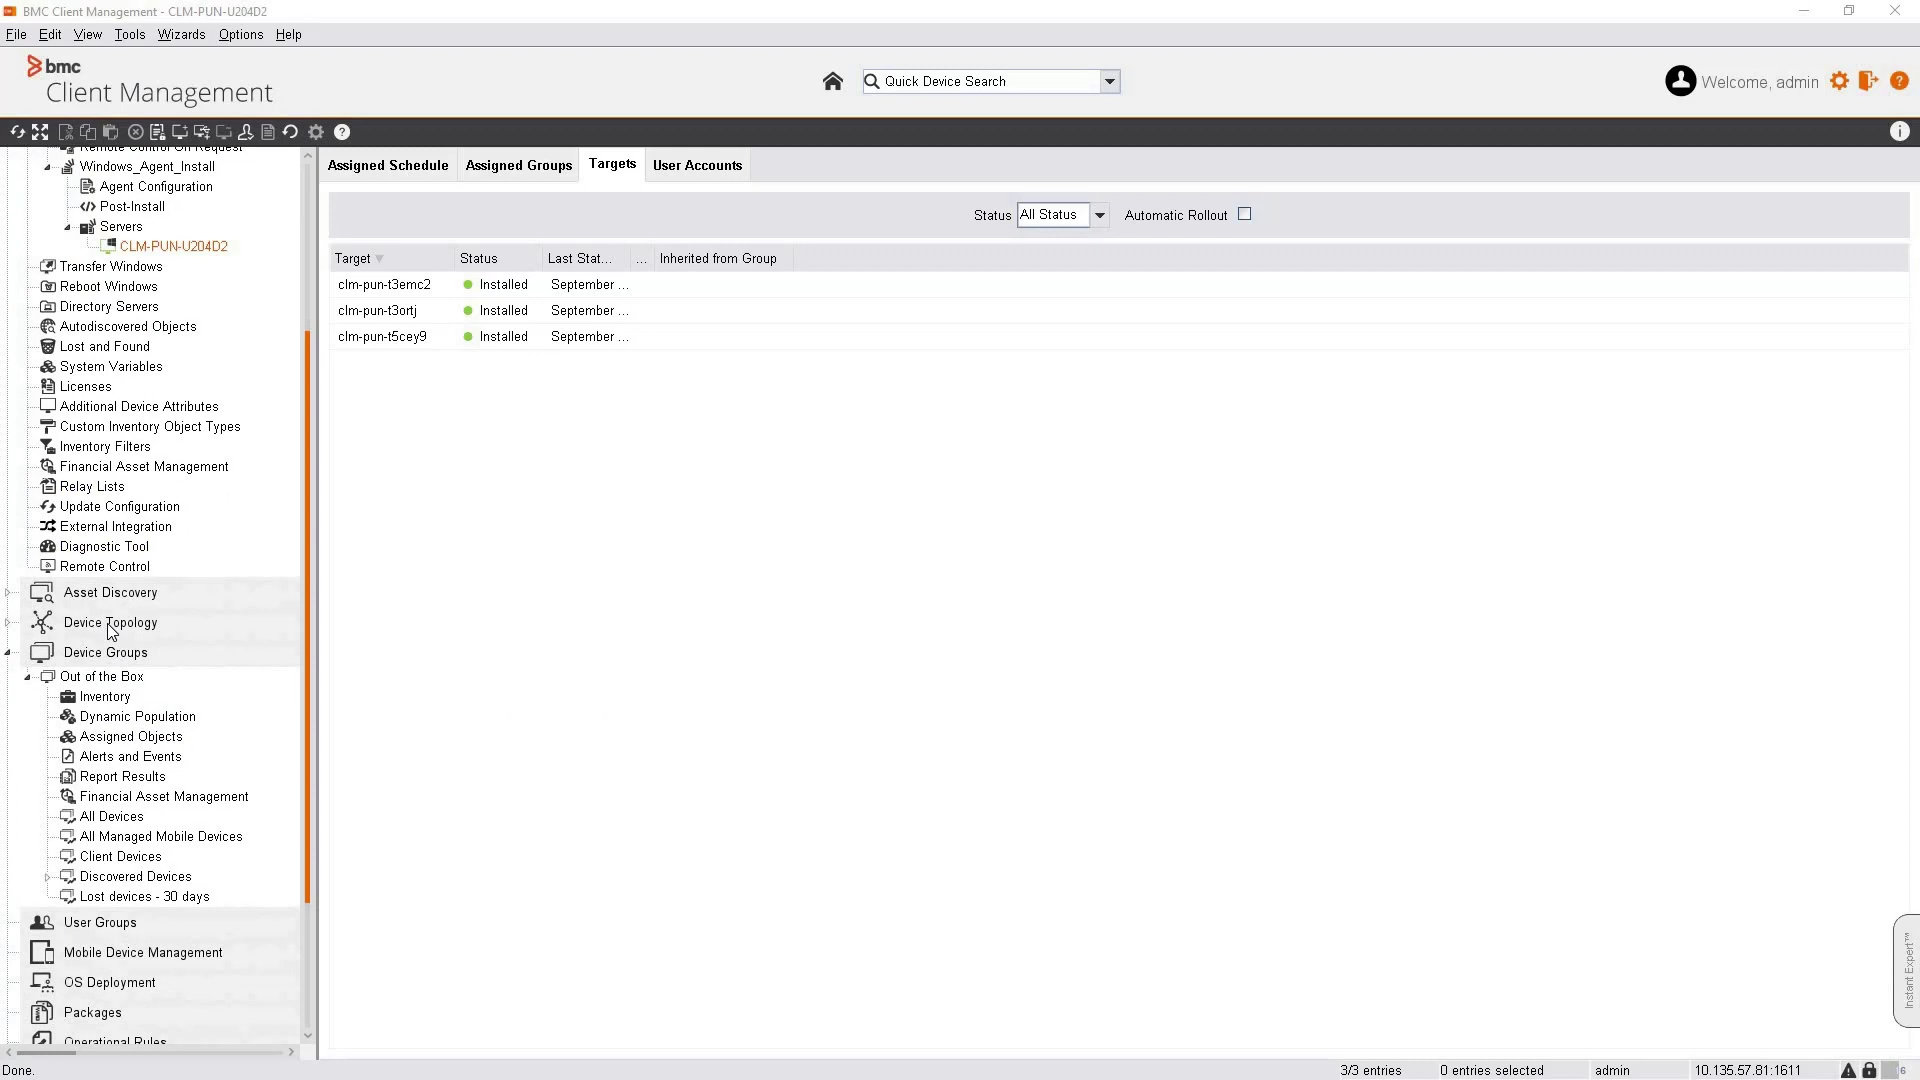 BMC Client Management - CLM-PUN-U204D2
File Edit View Tools Wizards Options Help
bmc
Client Management
Quick Device Search
Welcome, admin
Remote Control On Request
Windows_Agent_Install
Agent Configuration
Post-Install
Servers
CLM-PUN-U204D2
Transfer Windows
Reboot Windows
Directory Servers
Autodiscovered Objects
Lost and Found
System Variables
Licenses
Additional Device Attributes
Custom Inventory Object Types
Inventory Filters
Financial Asset Management
Relay Lists
Update Configuration
External Integration
Diagnostic Tool
Remote Control
Asset Discovery
Device Topology
Device Groups
Out of the Box
Inventory
Dynamic Population
Assigned Objects
Alerts and Events
Report Results
Financial Asset Management
All Devices
All Managed Mobile Devices
Client Devices
Discovered Devices
Lost devices - 30 days
User Groups
Mobile Device Management
OS Deployment
Packages
Operational Rules
Assigned Schedule Assigned Groups Targets User Accounts
Status All Status Automatic Rollout
Target Status Last Stat... ... Inherited from Group
clm-pun-t3emc2 Installed September ...
clm-pun-t3ortj Installed September ...
clm-pun-t5cey9 Installed September ...
Instant Expert™
Done. 3/3 entries 0 entries selected admin 10.135.57.81:1611 6